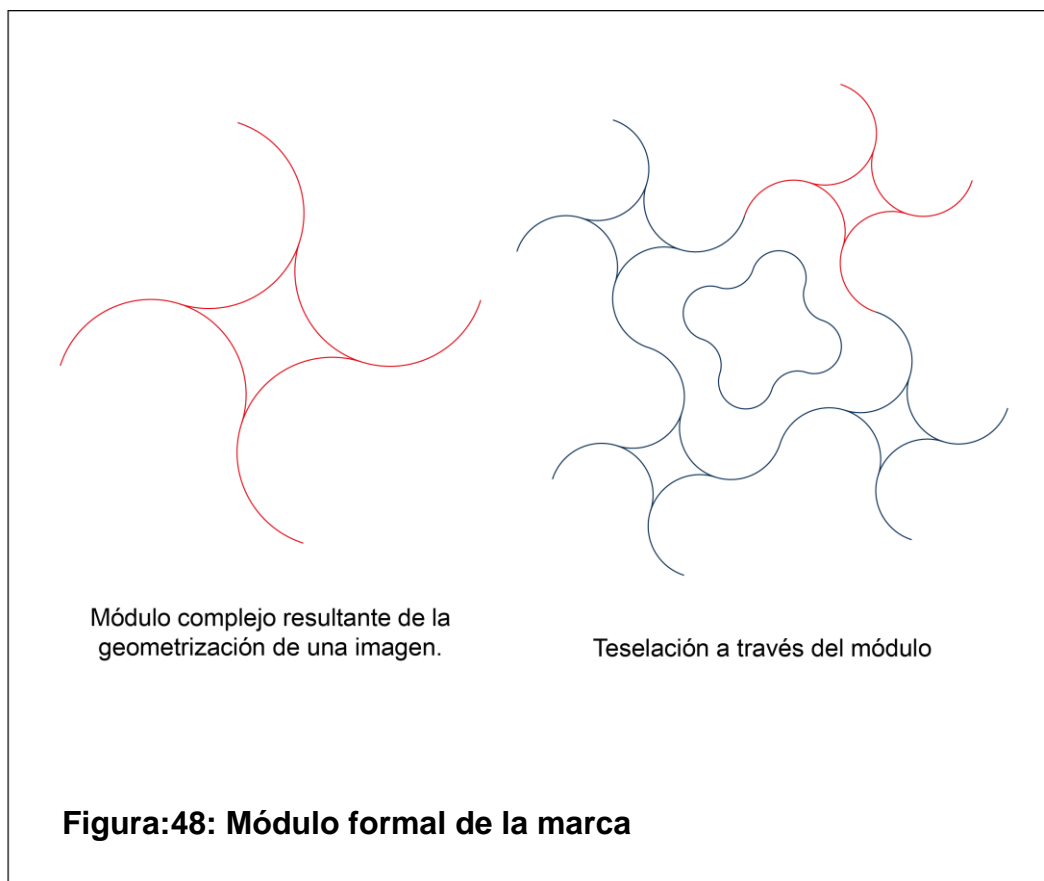 Módulo complejo resultante de la
geometrización de una imagen.
Teselación a través del módulo
Figura:48: Módulo formal de la marca